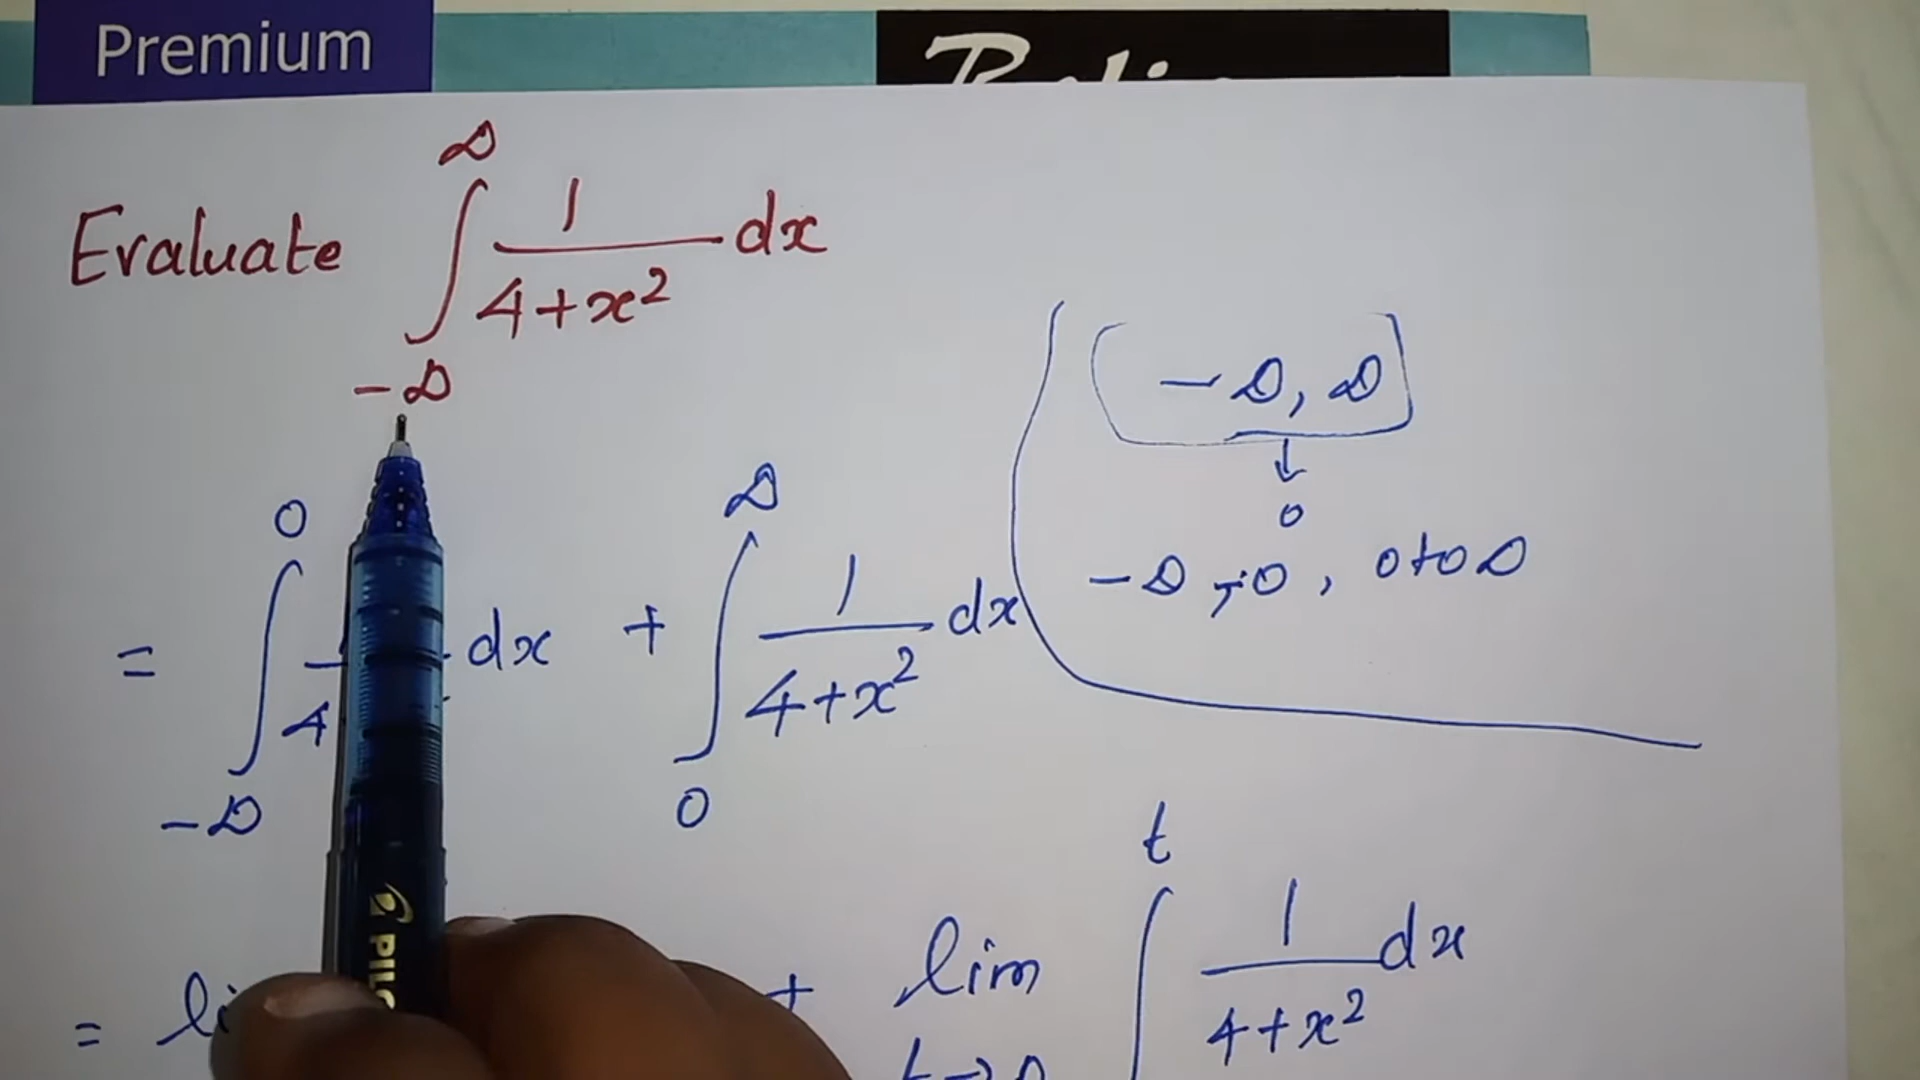 Premium
Evaluate ∫_{-∞}^{∞} 1/(4+x²) dx
(-∞, ∞)
↓
0
-∞ to 0, 0 to ∞
= ∫_{-∞}^{0} dx + ∫_{0}^{∞} 1/(4+x²) dx
= + lim ∫^{t} 1/(4+x²) dx
PILO